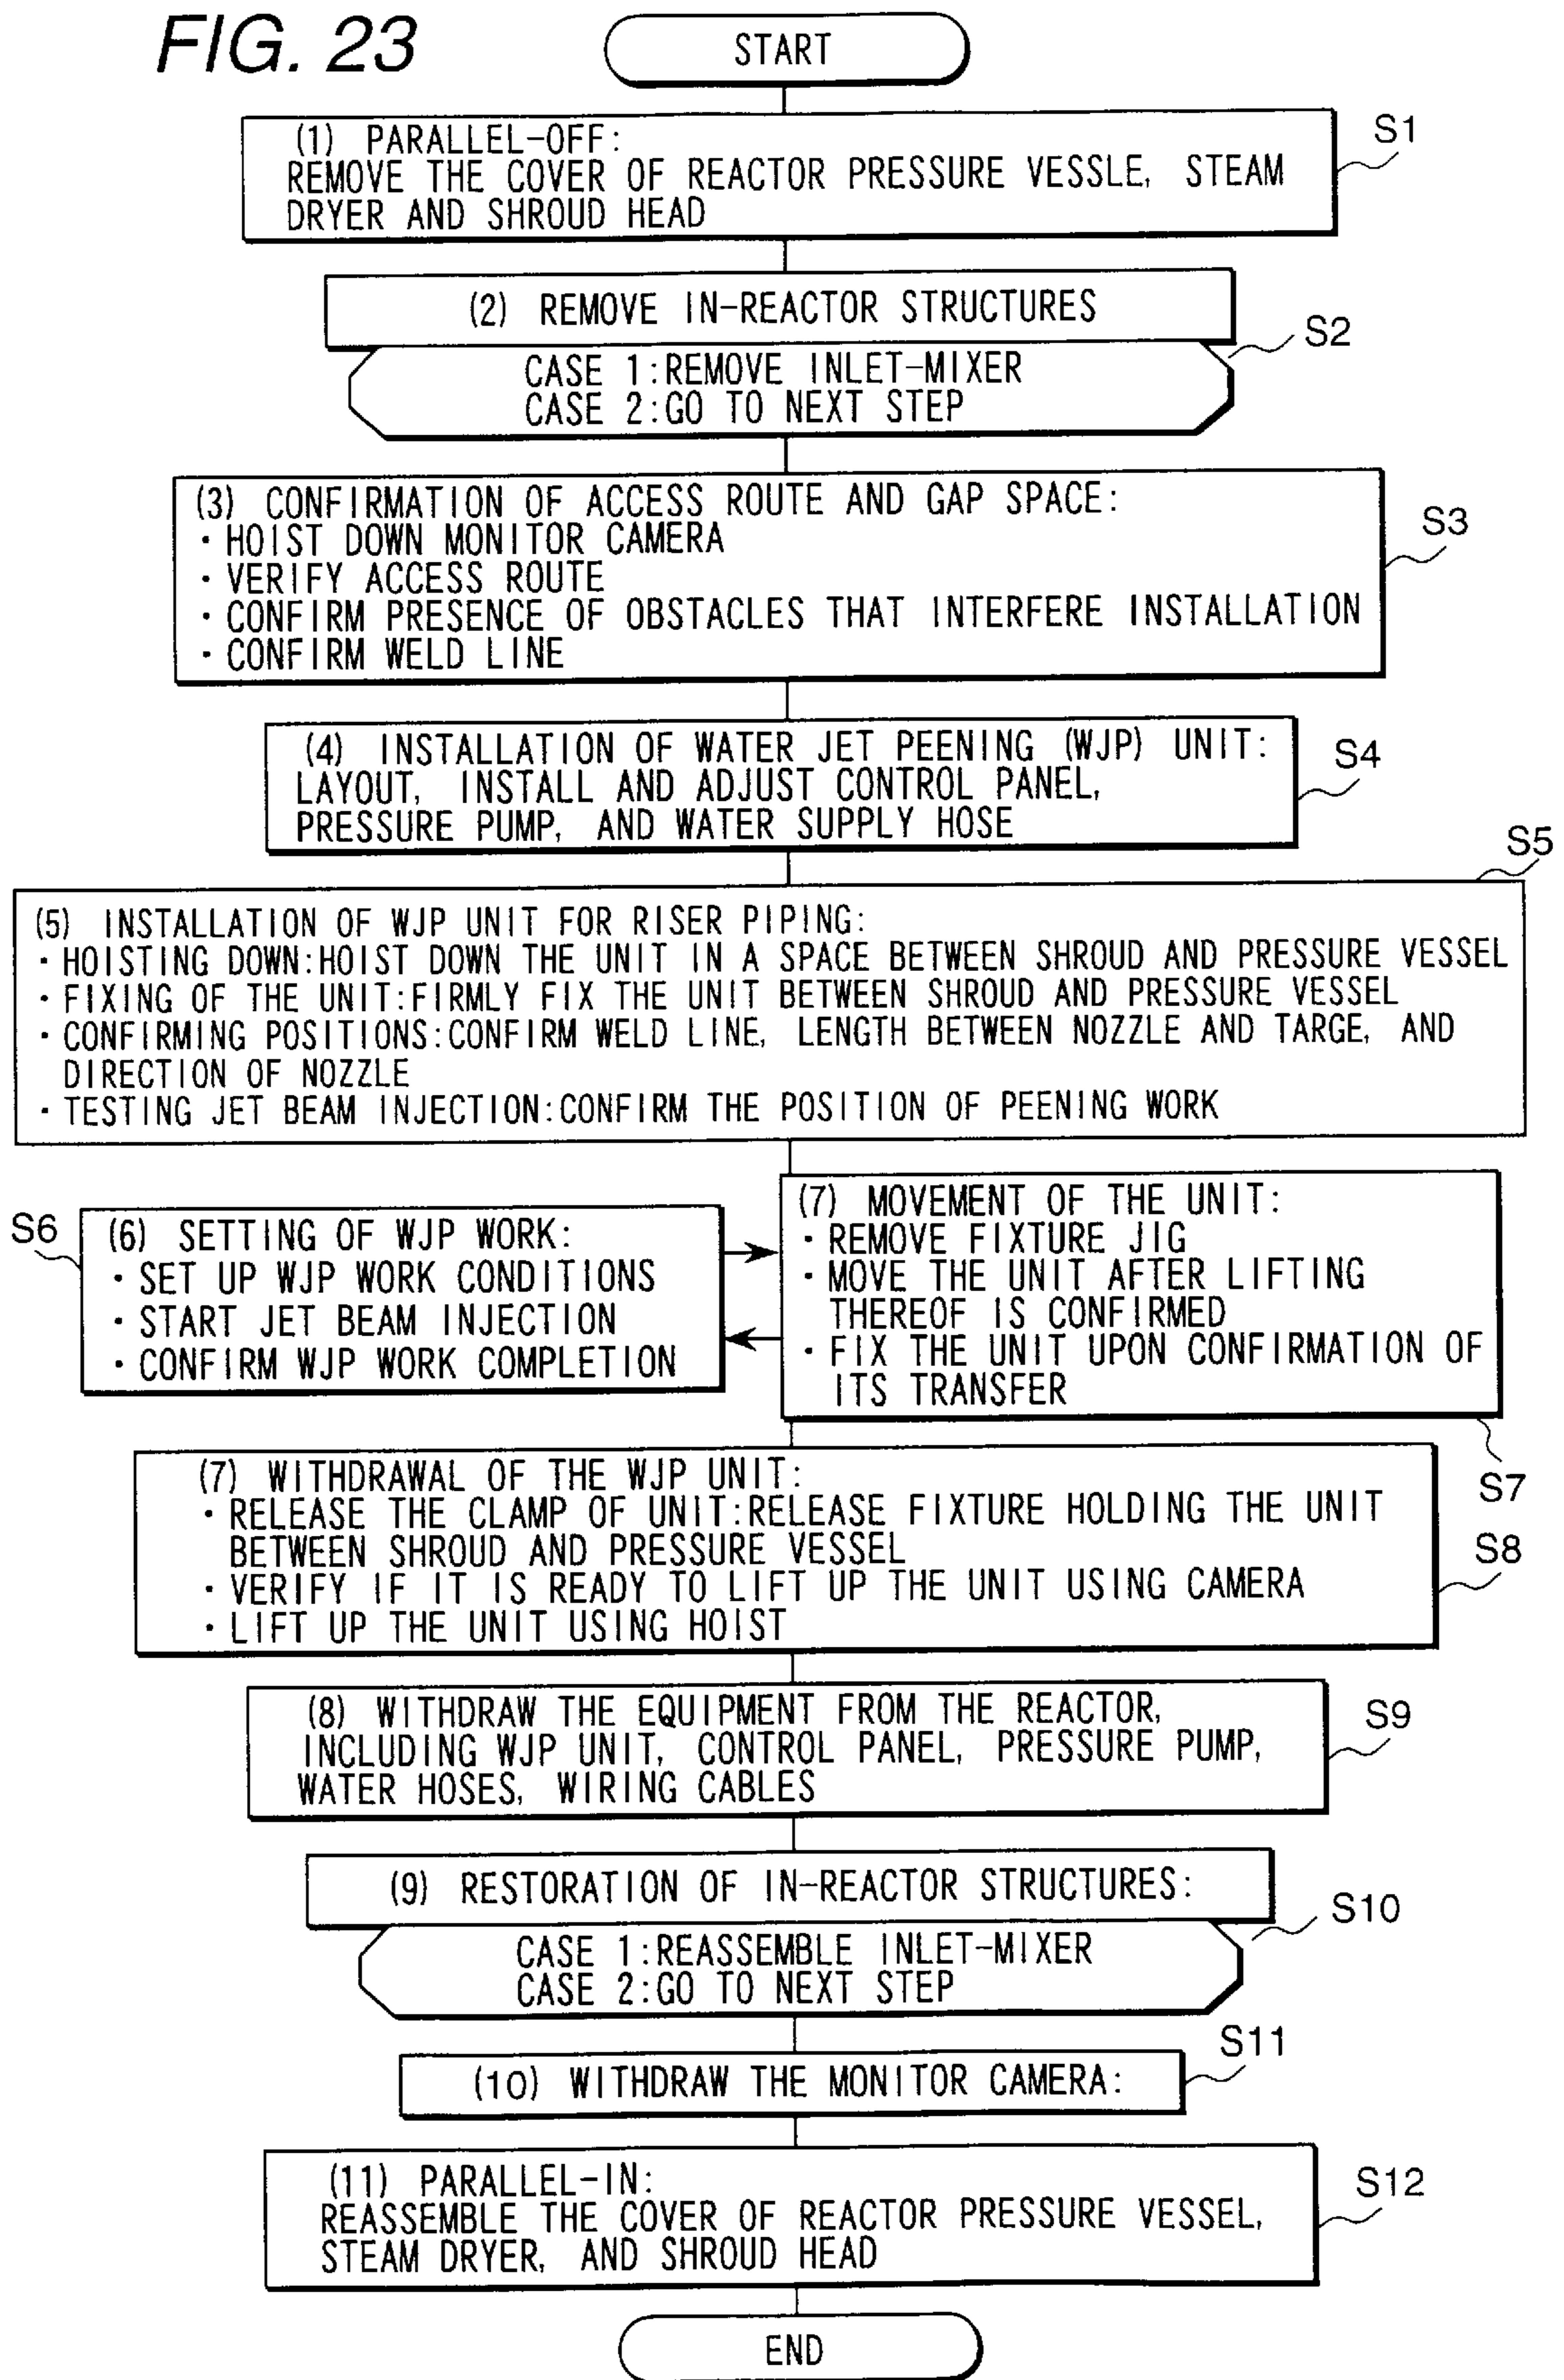 FIG. 23
START
(1) PARALLEL-OFF:
REMOVE THE COVER OF REACTOR PRESSURE VESSLE, STEAM
DRYER AND SHROUD HEAD
S1
(2) REMOVE IN-REACTOR STRUCTURES
CASE 1:REMOVE INLET-MIXER
CASE 2:GO TO NEXT STEP
S2
(3) CONFIRMATION OF ACCESS ROUTE AND GAP SPACE:
· HOIST DOWN MONITOR CAMERA
· VERIFY ACCESS ROUTE
· CONFIRM PRESENCE OF OBSTACLES THAT INTERFERE INSTALLATION
· CONFIRM WELD LINE
S3
(4) INSTALLATION OF WATER JET PEENING (WJP) UNIT:
LAYOUT, INSTALL AND ADJUST CONTROL PANEL,
PRESSURE PUMP, AND WATER SUPPLY HOSE
S4
S5
(5) INSTALLATION OF WJP UNIT FOR RISER PIPING:
· HOISTING DOWN:HOIST DOWN THE UNIT IN A SPACE BETWEEN SHROUD AND PRESSURE VESSEL
· FIXING OF THE UNIT:FIRMLY FIX THE UNIT BETWEEN SHROUD AND PRESSURE VESSEL
· CONFIRMING POSITIONS:CONFIRM WELD LINE, LENGTH BETWEEN NOZZLE AND TARGE, AND
DIRECTION OF NOZZLE
· TESTING JET BEAM INJECTION:CONFIRM THE POSITION OF PEENING WORK
S6
(6) SETTING OF WJP WORK:
· SET UP WJP WORK CONDITIONS
· START JET BEAM INJECTION
· CONFIRM WJP WORK COMPLETION
(7) MOVEMENT OF THE UNIT:
· REMOVE FIXTURE JIG
· MOVE THE UNIT AFTER LIFTING
THEREOF IS CONFIRMED
· FIX THE UNIT UPON CONFIRMATION OF
ITS TRANSFER
S7
(7) WITHDRAWAL OF THE WJP UNIT:
· RELEASE THE CLAMP OF UNIT:RELEASE FIXTURE HOLDING THE UNIT
BETWEEN SHROUD AND PRESSURE VESSEL
· VERIFY IF IT IS READY TO LIFT UP THE UNIT USING CAMERA
· LIFT UP THE UNIT USING HOIST
S8
(8) WITHDRAW THE EQUIPMENT FROM THE REACTOR,
INCLUDING WJP UNIT, CONTROL PANEL, PRESSURE PUMP,
WATER HOSES, WIRING CABLES
S9
(9) RESTORATION OF IN-REACTOR STRUCTURES:
CASE 1:REASSEMBLE INLET-MIXER
CASE 2:GO TO NEXT STEP
S10
(10) WITHDRAW THE MONITOR CAMERA:
S11
(11) PARALLEL-IN:
REASSEMBLE THE COVER OF REACTOR PRESSURE VESSEL,
STEAM DRYER, AND SHROUD HEAD
S12
END